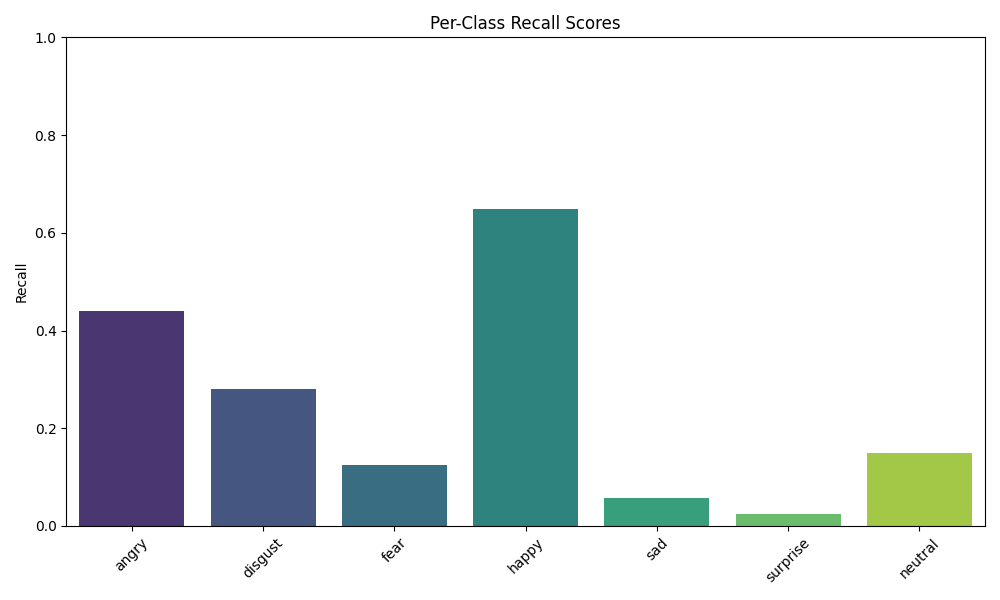 Per-Class Recall Scores
1.0
0.8
0.6
0.4
0.2
0.0
Recall
angry
disgust
fear
happy
sad
surprise
neutral